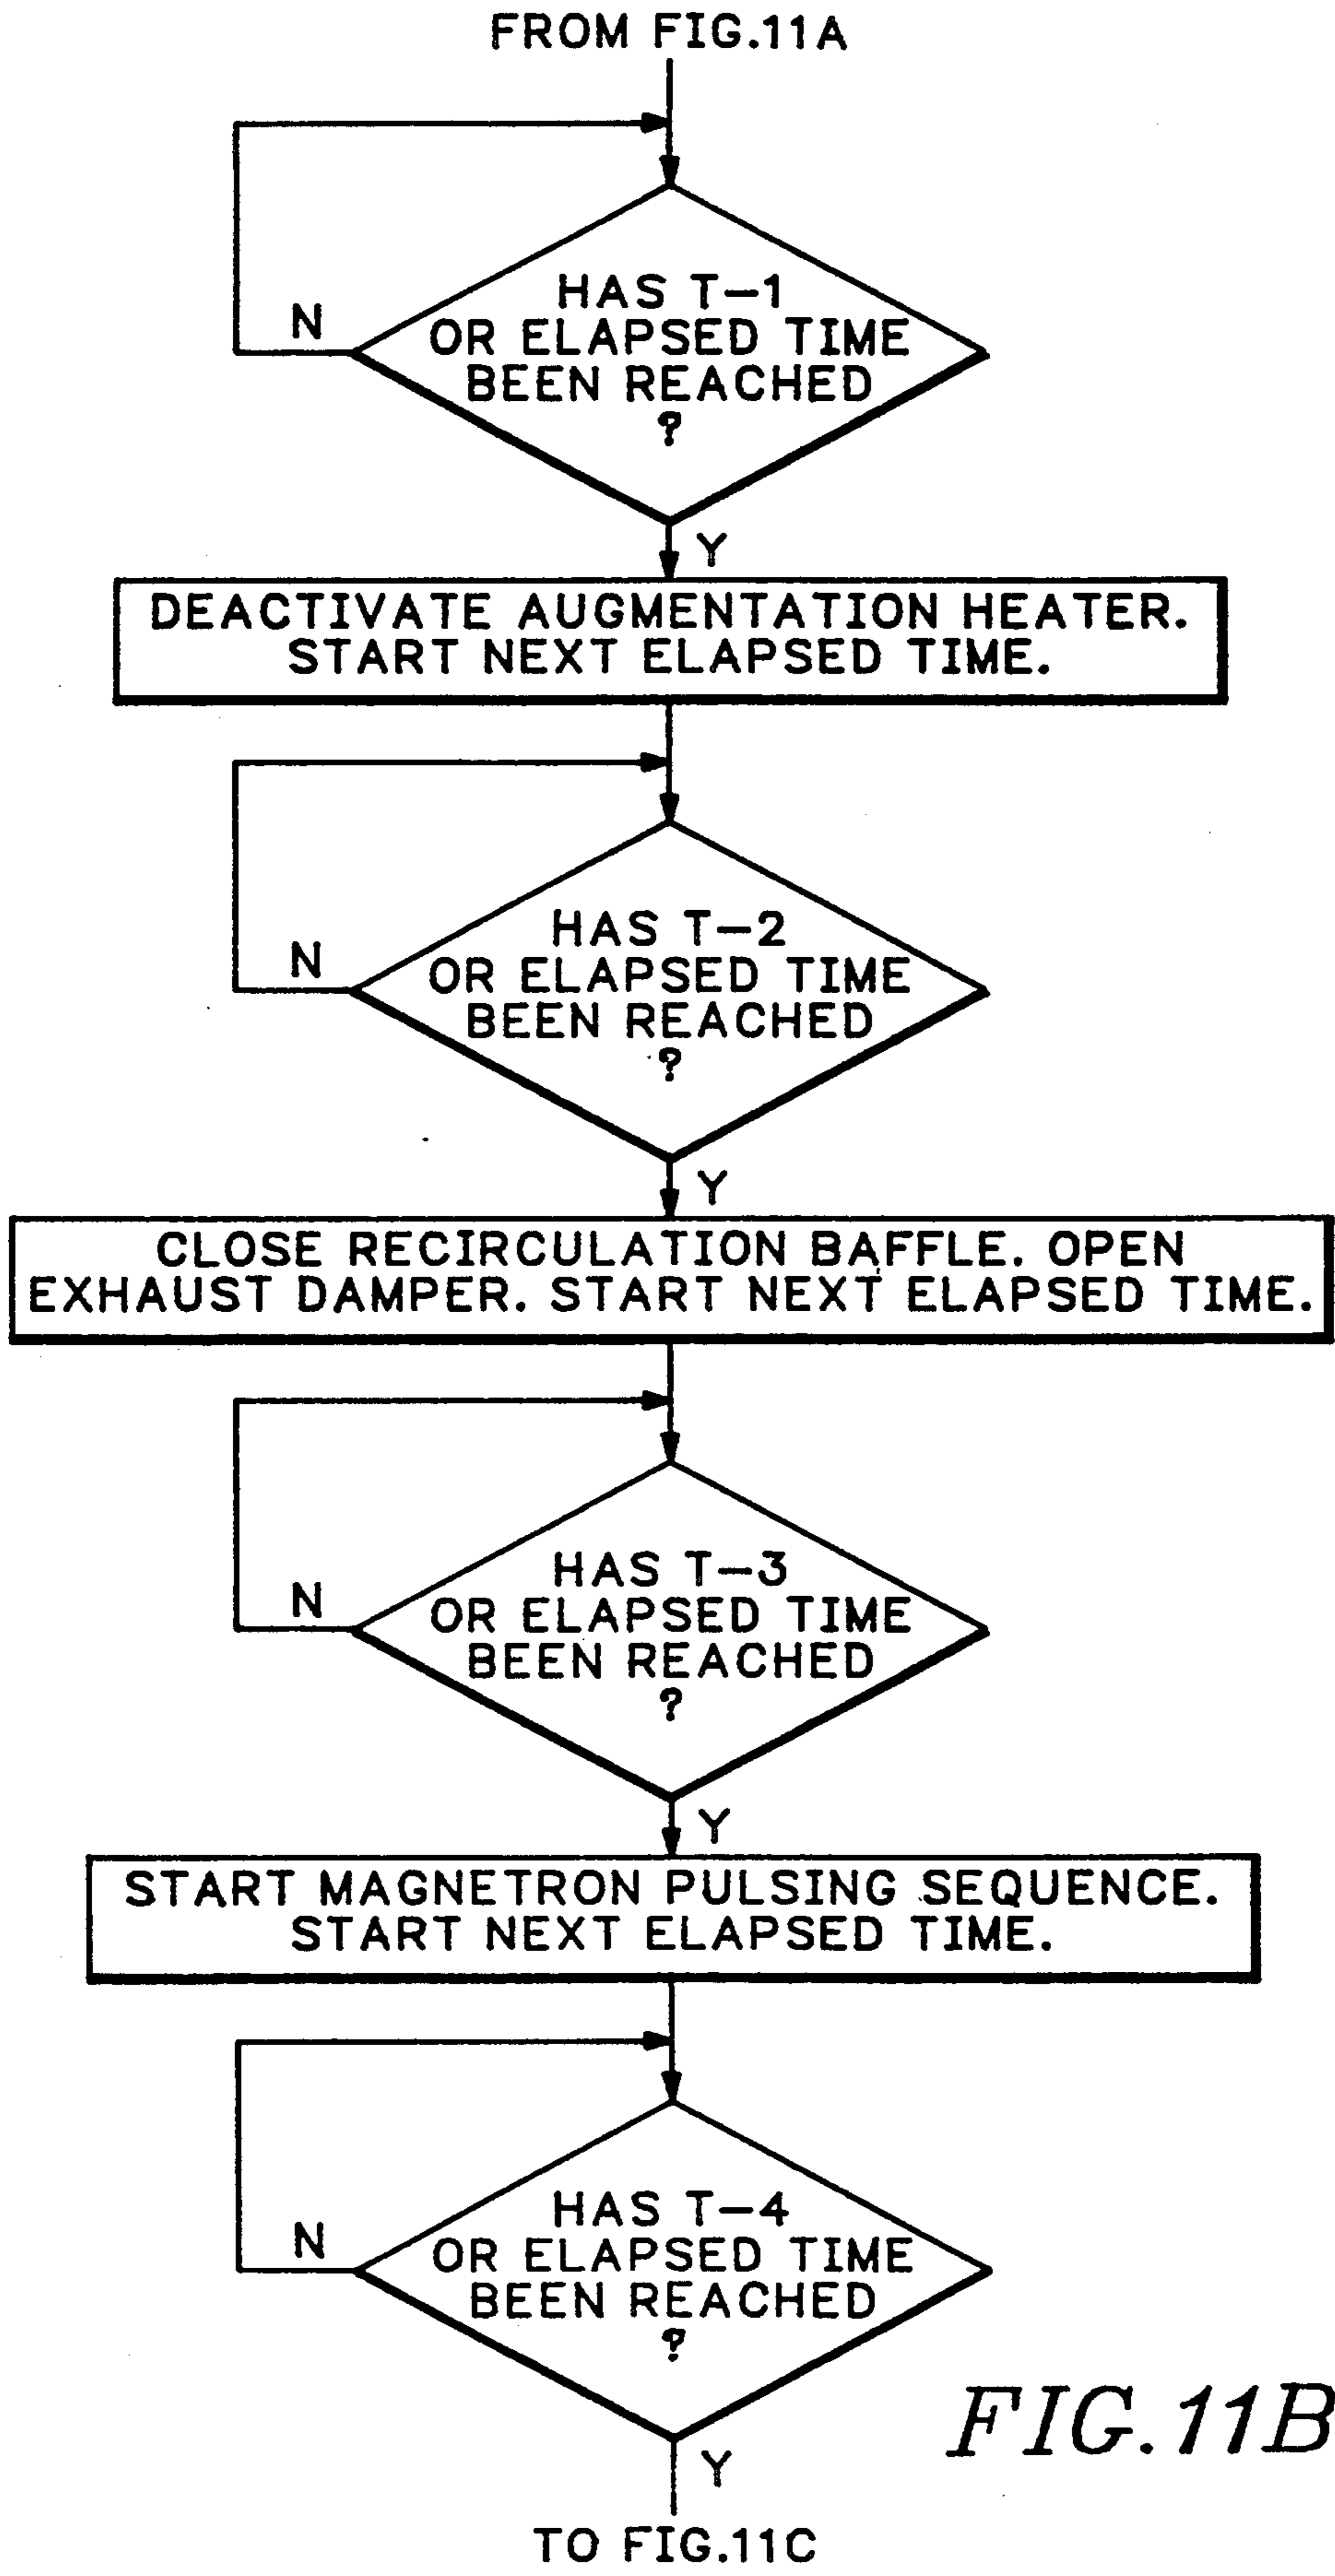 FROM FIG.11A
HAS T-1
OR ELAPSED TIME
BEEN REACHED
?
N
Y
DEACTIVATE AUGMENTATION HEATER.
START NEXT ELAPSED TIME.
HAS T-2
OR ELAPSED TIME
BEEN REACHED
?
N
Y
CLOSE RECIRCULATION BAFFLE. OPEN
EXHAUST DAMPER. START NEXT ELAPSED TIME.
HAS T-3
OR ELAPSED TIME
BEEN REACHED
?
N
Y
START MAGNETRON PULSING SEQUENCE.
START NEXT ELAPSED TIME.
HAS T-4
OR ELAPSED TIME
BEEN REACHED
?
N
Y
FIG.11B
TO FIG.11C